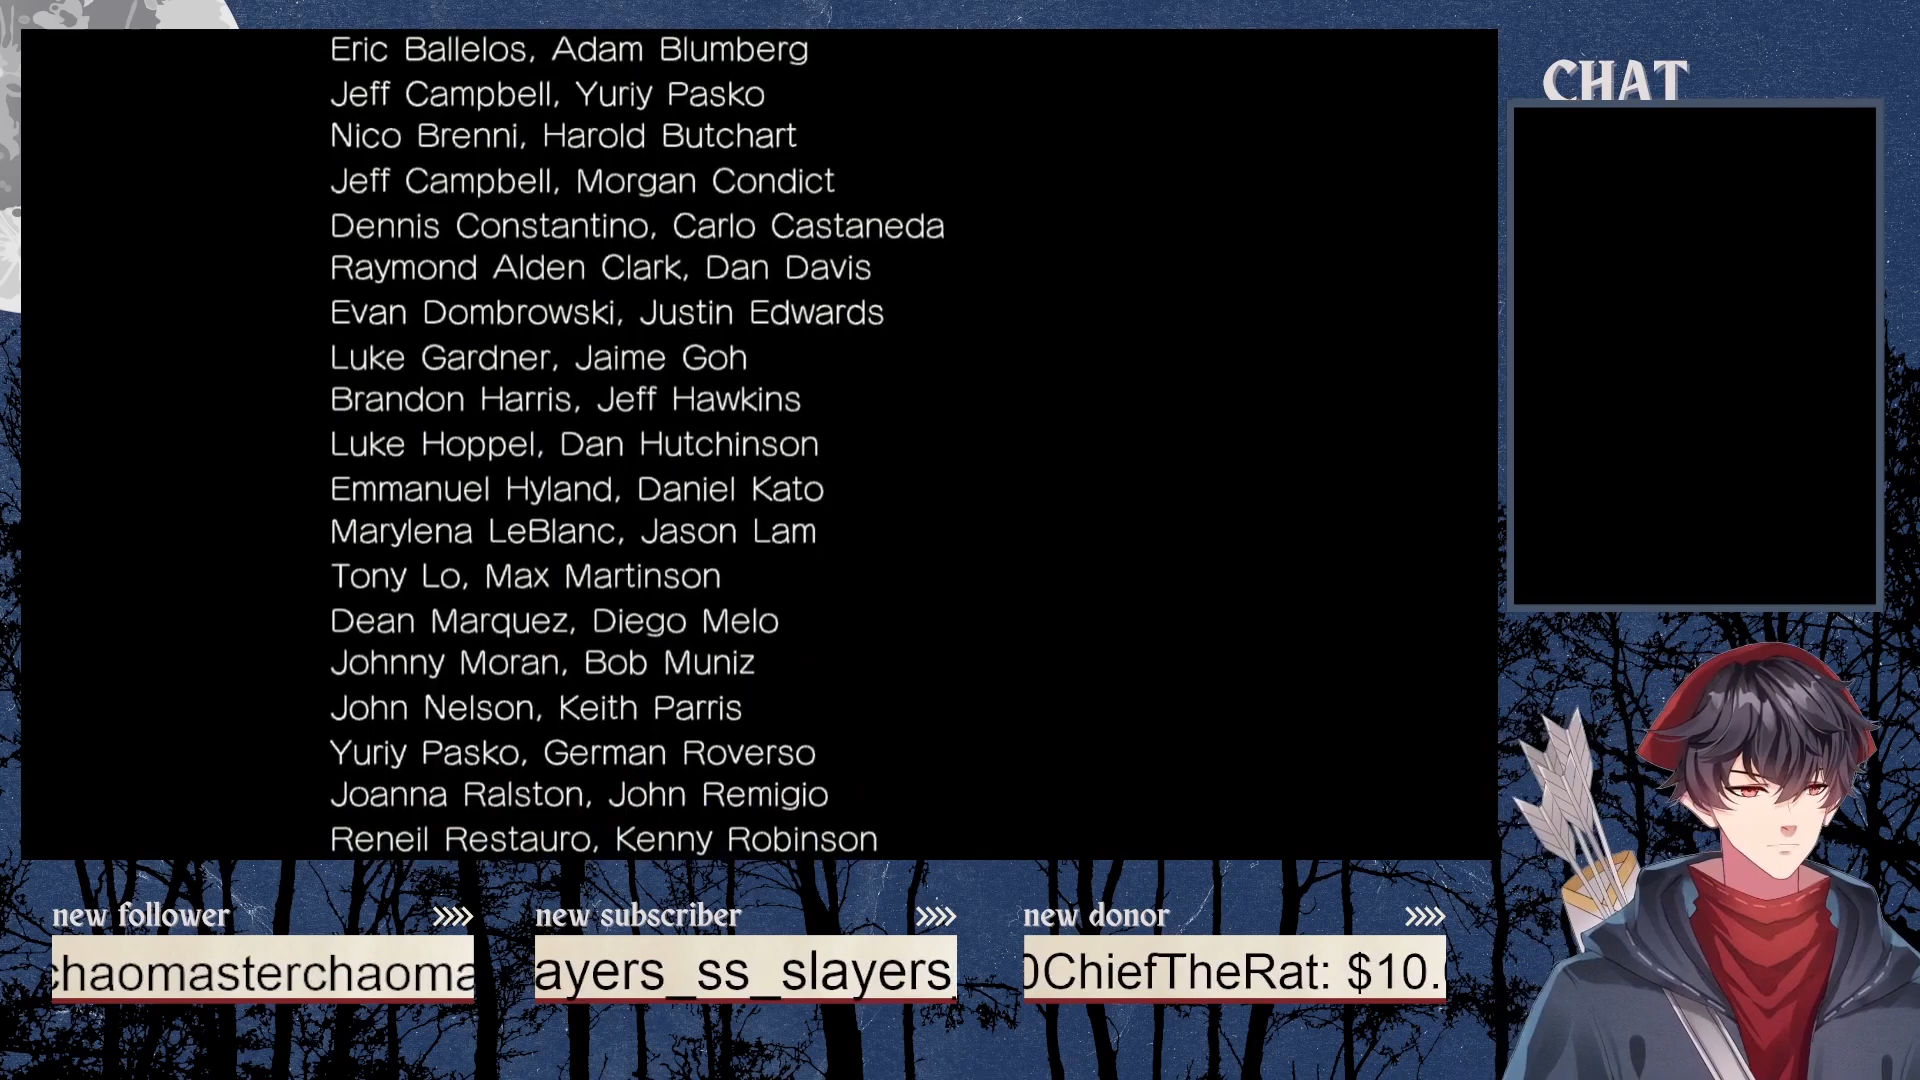 Eric Ballelos, Adam Blumberg
Jeff Campbell, Yuriy Pasko
Nico Brenni, Harold Butchart
Jeff Campbell, Morgan Condict
Dennis Constantino, Carlo Castaneda
Raymond Alden Clark, Dan Davis
Evan Dombrowski, Justin Edwards
Luke Gardner, Jaime Goh
Brandon Harris, Jeff Hawkins
Luke Hoppel, Dan Hutchinson
Emmanuel Hyland, Daniel Kato
Marylena LeBlanc, Jason Lam
Tony Lo, Max Martinson
Dean Marquez, Diego Melo
Johnny Moran, Bob Muniz
John Nelson, Keith Parris
Yuriy Pasko, German Roverso
Joanna Ralston, John Remigio
Reneil Restauro, Kenny Robinson
CHAT
new follower >>>>
chaomasterchaoma
new subscriber >>>>
ayers_ss_slayers_
new donor >>>>
0ChiefTheRat: $10.0